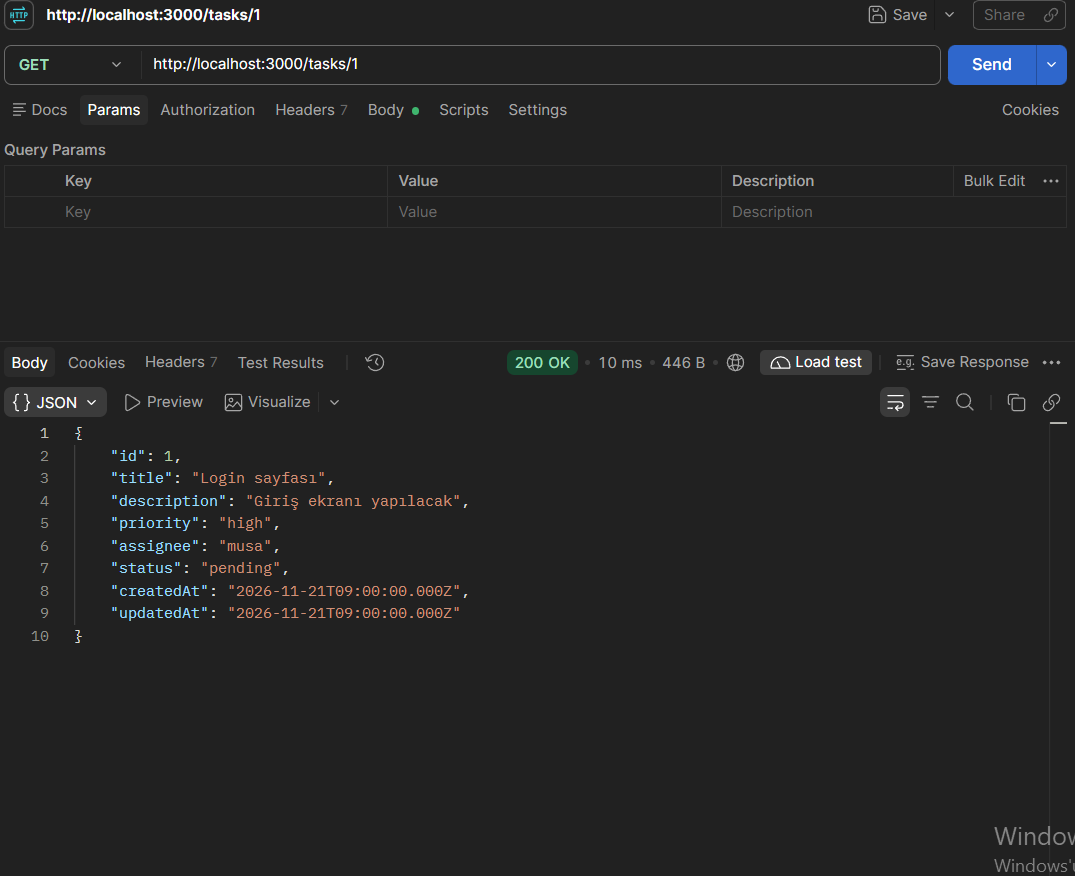 HTTP http://localhost:3000/tasks/1 Save Share
GET http://localhost:3000/tasks/1 Send
Docs Params Authorization Headers 7 Body Scripts Settings Cookies
Query Params
Key Value Description Bulk Edit
Key Value Description
Body Cookies Headers 7 Test Results 200 OK 10 ms 446 B Load test e.g. Save Response
{} JSON Preview Visualize
1 {
2 "id": 1,
3 "title": "Login sayfası",
4 "description": "Giriş ekranı yapılacak",
5 "priority": "high",
6 "assignee": "musa",
7 "status": "pending",
8 "createdAt": "2026-11-21T09:00:00.000Z",
9 "updatedAt": "2026-11-21T09:00:00.000Z"
10 }